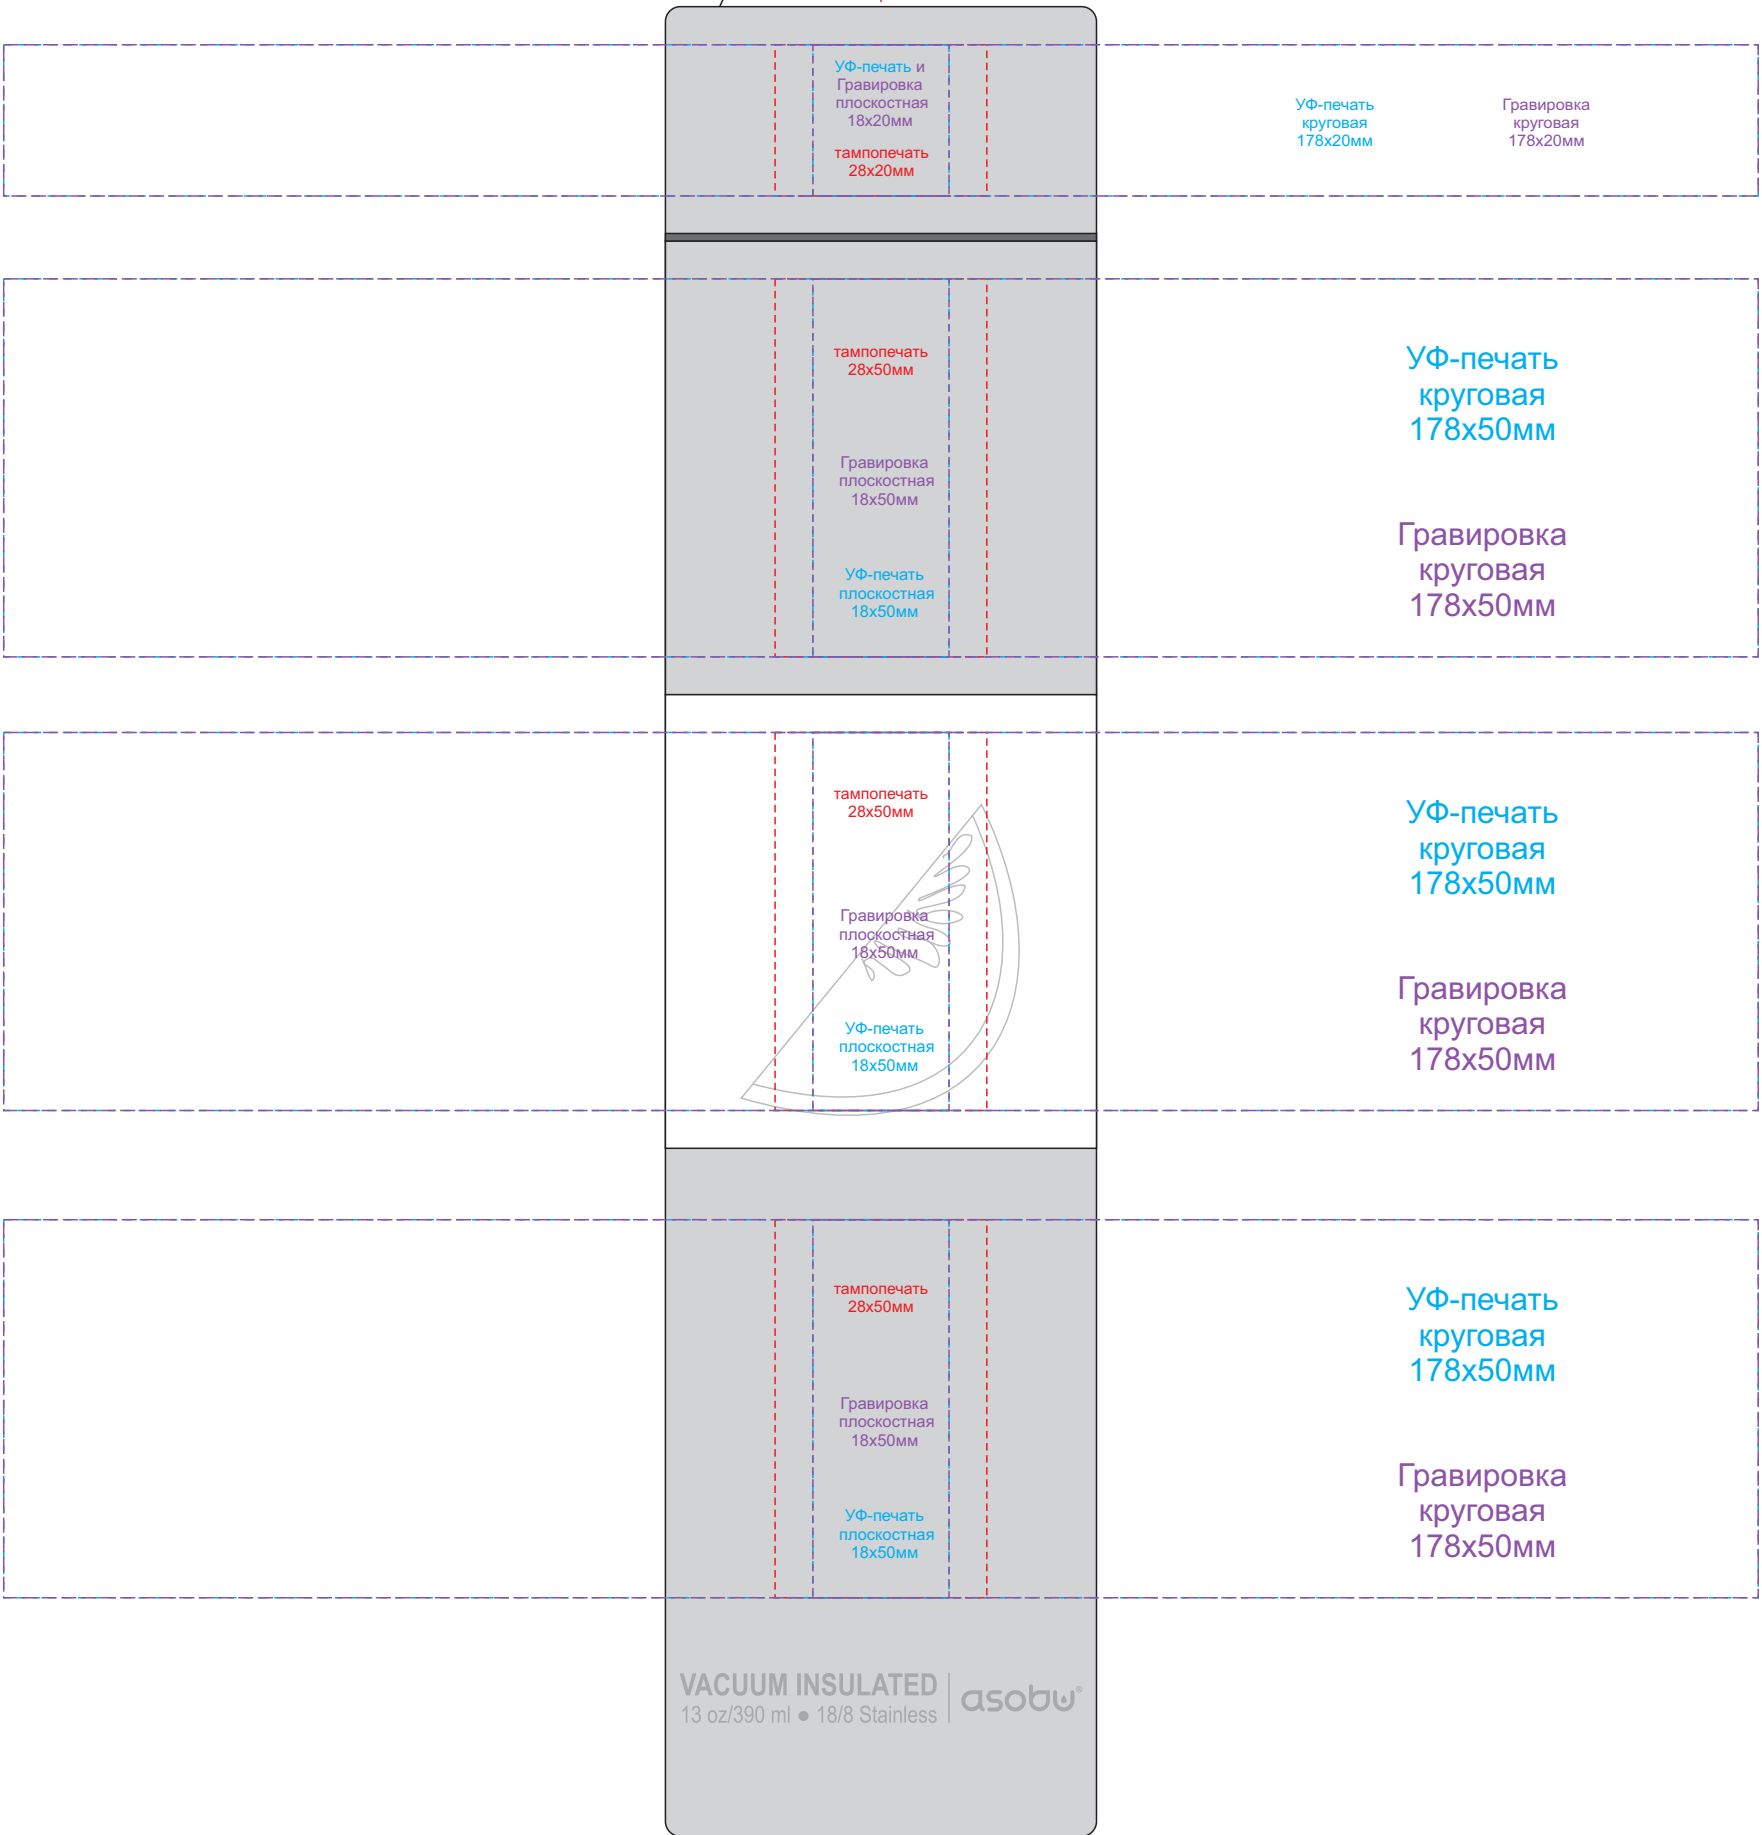 УФ-печать и
Гравировка
плоскостная
18х20мм
тампопечать
28х20мм
УФ-печать
круговая
178х20мм
Гравировка
круговая
178х20мм
тампопечать
28х50мм
Гравировка
плоскостная
18х50мм
УФ-печать
плоскостная
18х50мм
УФ-печать
круговая
178х50мм
Гравировка
круговая
178х50мм
тампопечать
28х50мм
Гравировка
плоскостная
18х50мм
УФ-печать
плоскостная
18х50мм
УФ-печать
круговая
178х50мм
Гравировка
круговая
178х50мм
тампопечать
28х50мм
Гравировка
плоскостная
18х50мм
УФ-печать
плоскостная
18х50мм
УФ-печать
круговая
178х50мм
Гравировка
круговая
178х50мм
VACUUM INSULATED
13 oz/390 ml ● 18/8 Stainless
asobu®